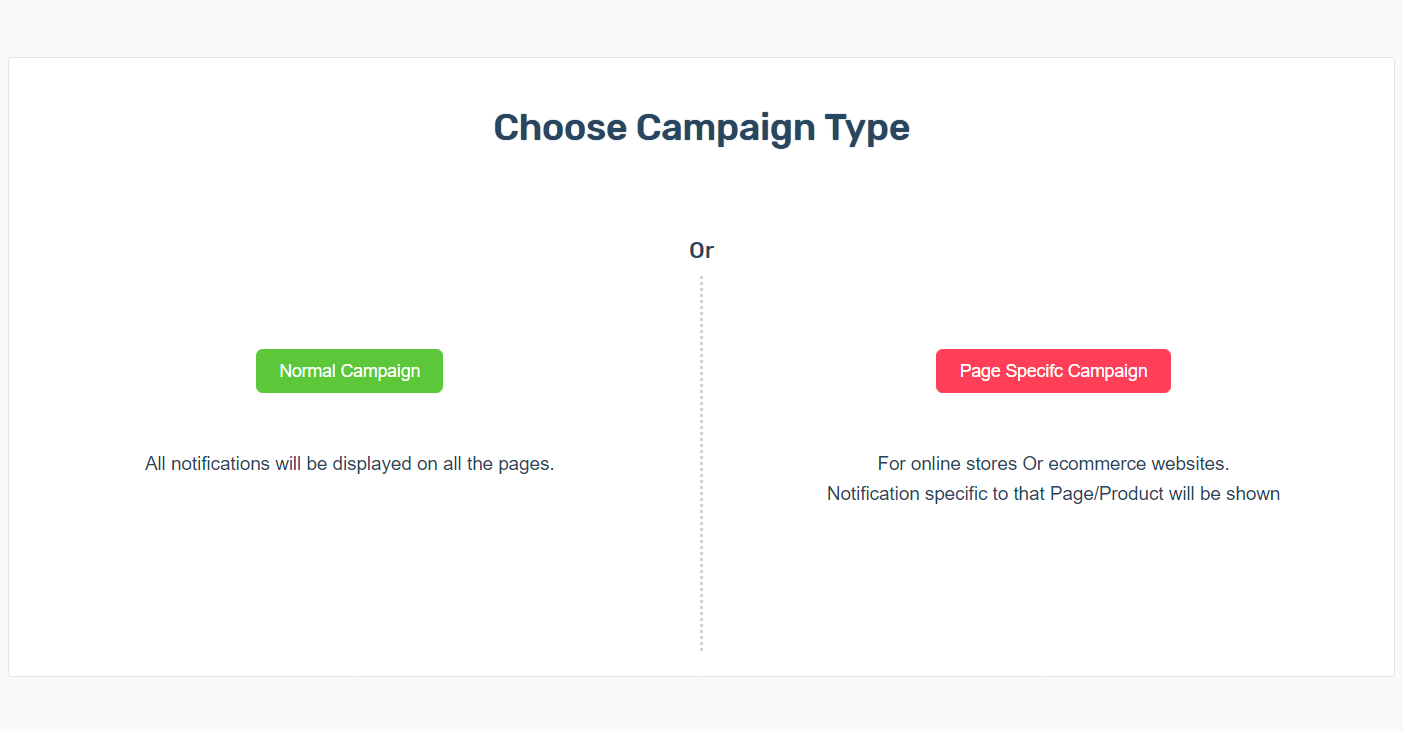 Choose Campaign Type
Or
Normal Campaign
All notifications will be displayed on all the pages.
Page Specifc Campaign
For online stores Or ecommerce websites.
Notification specific to that Page/Product will be shown